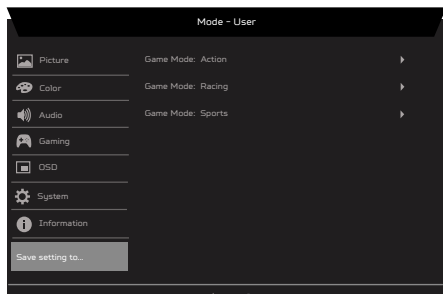 Mode - User
Picture
Game Mode: Action
Color
Game Mode: Racing
Audio
Game Mode: Sports
Gaming
OSD
System
Information
Save setting to...